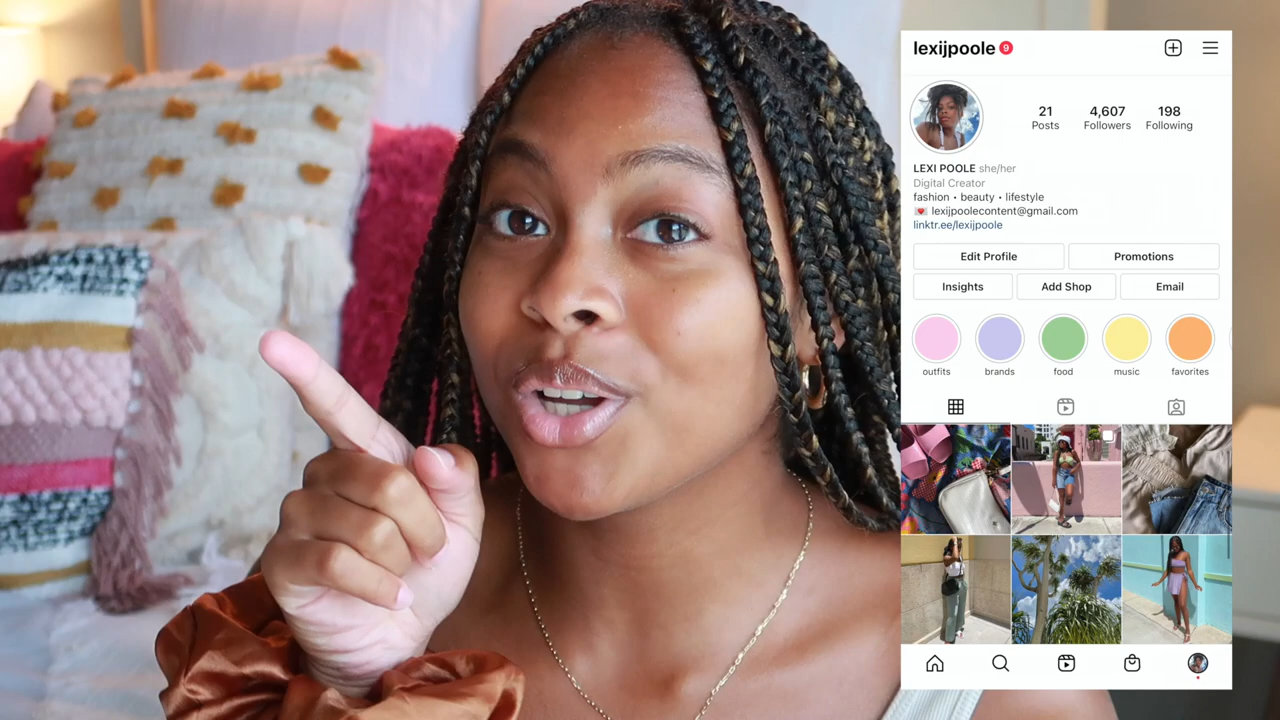 lexijpoole 9
21 4,607 198
Posts Followers Following
LEXI POOLE she/her
Digital Creator
fashion • beauty • lifestyle
💌 lexijpoolecontent@gmail.com
linktr.ee/lexijpoole
Edit Profile Promotions
Insights Add Shop Email
outfits brands food music favorites